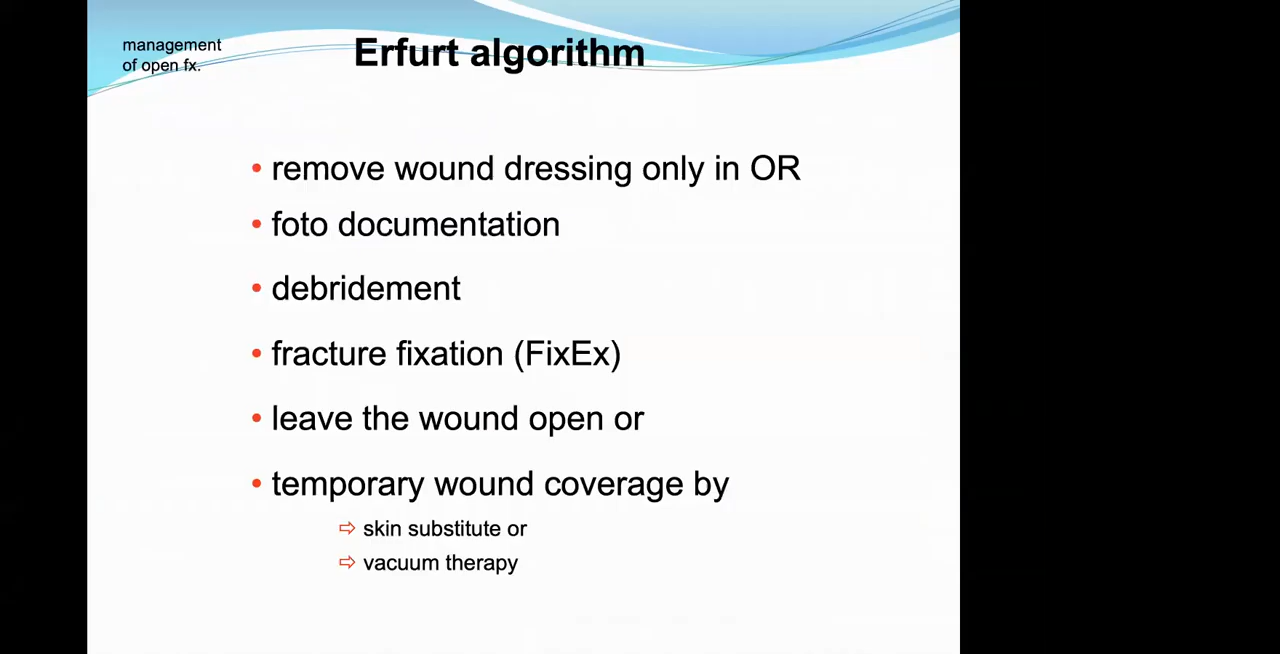 management
of open fx.
Erfurt algorithm
• remove wound dressing only in OR
• foto documentation
• debridement
• fracture fixation (FixEx)
• leave the wound open or
• temporary wound coverage by
⇨ skin substitute or
⇨ vacuum therapy